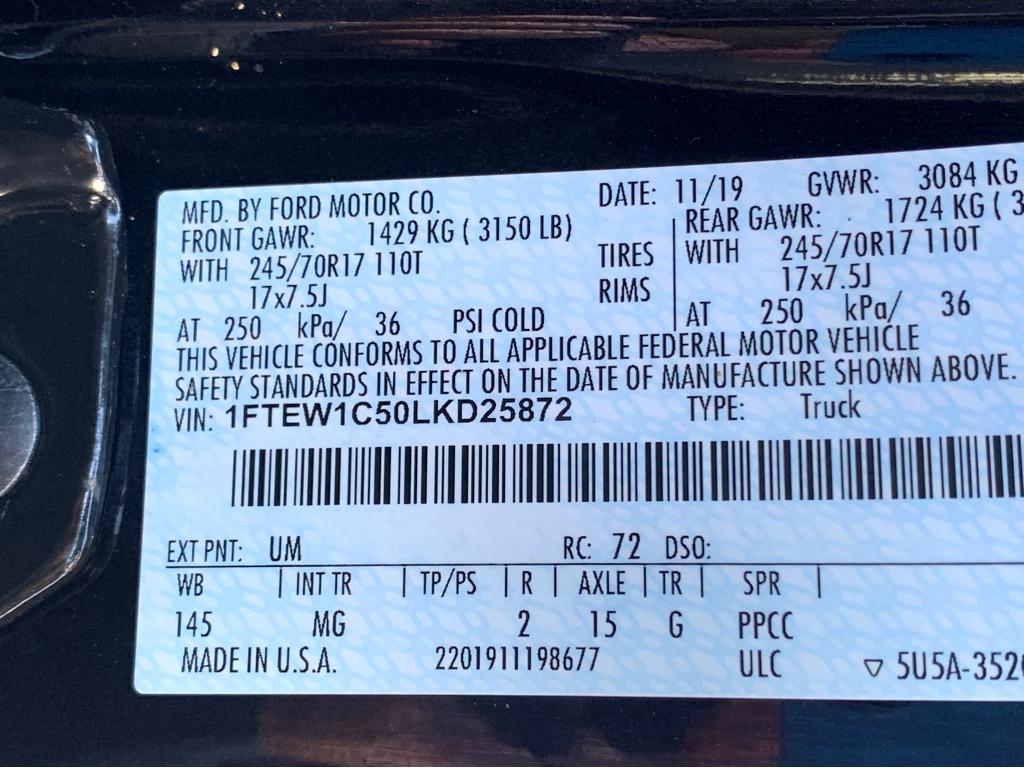 MFD. BY FORD MOTOR CO. DATE: 11/19 GVWR: 3084 KG
FRONT GAWR: 1429 KG ( 3150 LB) REAR GAWR: 1724 KG ( 3
WITH 245/70R17 110T TIRES WITH 245/70R17 110T
17x7.5J RIMS 17x7.5J
AT 250 kPa/ 36 PSI COLD AT 250 kPa/ 36
THIS VEHICLE CONFORMS TO ALL APPLICABLE FEDERAL MOTOR VEHICLE
SAFETY STANDARDS IN EFFECT ON THE DATE OF MANUFACTURE SHOWN ABOVE.
VIN: 1FTEW1C50LKD25872 TYPE: Truck
EXT PNT: UM RC: 72 DSO:
WB INT TR TP/PS R AXLE TR SPR
145 MG 2 15 G PPCC
MADE IN U.S.A. 2201911198677 ULC ▽ 5U5A-3520